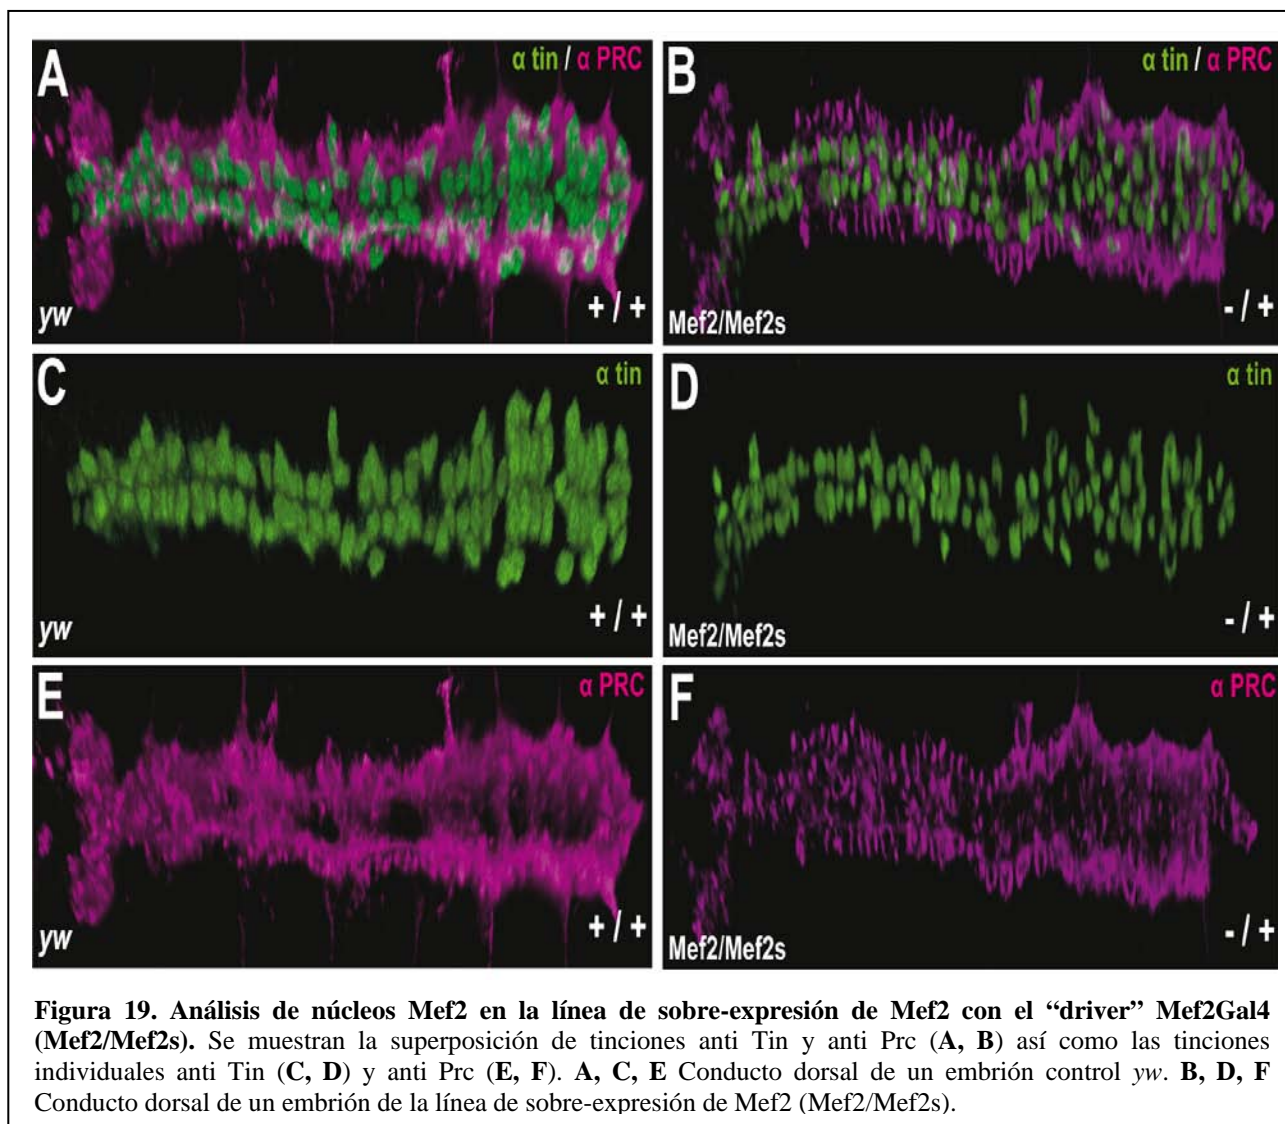 A
α tin / α PRC
yw
+ / +
B
α tin / α PRC
Mef2/Mef2s
- / +
C
α tin
yw
+ / +
D
α tin
Mef2/Mef2s
- / +
E
α PRC
yw
+ / +
F
α PRC
Mef2/Mef2s
- / +
Figura 19. Análisis de núcleos Mef2 en la línea de sobre-expresión de Mef2 con el “driver” Mef2Gal4
(Mef2/Mef2s). Se muestran la superposición de tinciones anti Tin y anti Prc (A, B) así como las tinciones
individuales anti Tin (C, D) y anti Prc (E, F). A, C, E Conducto dorsal de un embrión control yw. B, D, F
Conducto dorsal de un embrión de la línea de sobre-expresión de Mef2 (Mef2/Mef2s).